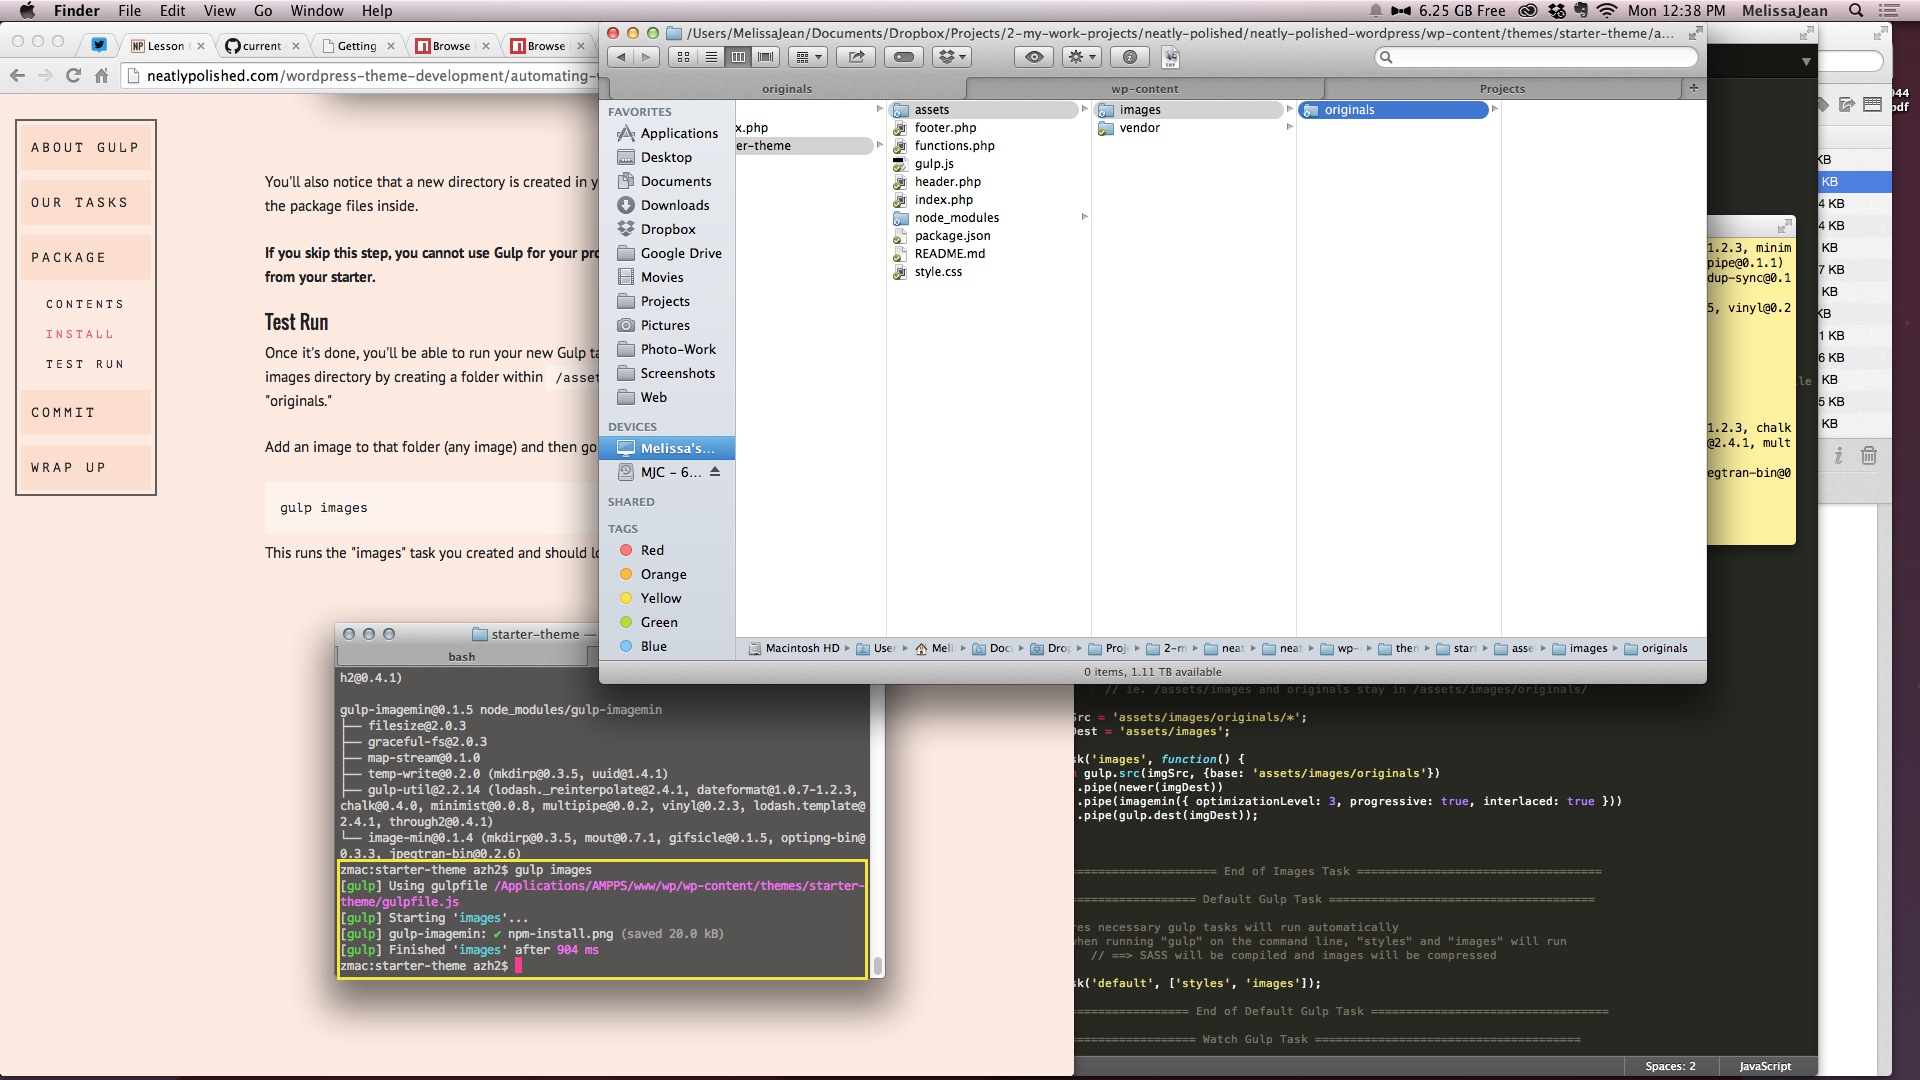 Finder File Edit View Go Window Help
6.25 GB Free Mon 12:38 PM MelissaJean
Lesson
current
Getting
Browse
Browse
neatlypolished.com/wordpress-theme-development/automating-
ABOUT GULP
OUR TASKS
PACKAGE
CONTENTS
INSTALL
TEST RUN
COMMIT
WRAP UP
You'll also notice that a new directory is created in y
the package files inside.
If you skip this step, you cannot use Gulp for your pro
from your starter.
Test Run
Once it's done, you'll be able to run your new Gulp ta
images directory by creating a folder within /asset
"originals."
Add an image to that folder (any image) and then go
gulp images
This runs the "images" task you created and should lo
/Users/MelissaJean/Documents/Dropbox/Projects/2-my-work-projects/neatly-polished/neatly-polished-wordpress/wp-content/themes/starter-theme/a...
originals
wp-content
Projects
FAVORITES
Applications
Desktop
Documents
Downloads
Dropbox
Google Drive
Movies
Projects
Pictures
Photo-Work
Screenshots
Web
DEVICES
Melissa's...
MJC - 6...
SHARED
TAGS
Red
Orange
Yellow
Green
Blue
x.php
er-theme
assets
footer.php
functions.php
gulp.js
header.php
index.php
node_modules
package.json
README.md
style.css
images
vendor
originals
Macintosh HD User Meli Doc Drop Proj 2-m neat neat wp- then start asse images originals
0 items, 1.11 TB available
starter-theme —
bash
h2@0.4.1)
gulp-imagemin@0.1.5 node_modules/gulp-imagemin
├── filesize@2.0.3
├── graceful-fs@2.0.3
├── map-stream@0.1.0
├── temp-write@0.2.0 (mkdirp@0.3.5, uuid@1.4.1)
├── gulp-util@2.2.14 (lodash._reinterpolate@2.4.1, dateformat@1.0.7-1.2.3,
chalk@0.4.0, minimist@0.0.8, multipipe@0.0.2, vinyl@0.2.3, lodash.template@
2.4.1, through2@0.4.1)
└── image-min@0.1.4 (mkdirp@0.3.5, mout@0.7.1, gifsicle@0.1.5, optipng-bin@
0.3.3, jpegtran-bin@0.2.6)
zmac:starter-theme azh2$ gulp images
[gulp] Using gulpfile /Applications/AMPPS/www/wp/wp-content/themes/starter-
theme/gulpfile.js
[gulp] Starting 'images'...
[gulp] gulp-imagemin: ✔ npm-install.png (saved 20.0 kB)
[gulp] Finished 'images' after 904 ms
zmac:starter-theme azh2$
// ie. /assets/images and originals stay in /assets/images/originals/
Src = 'assets/images/originals/*';
Dest = 'assets/images';
sk('images', function() {
n gulp.src(imgSrc, {base: 'assets/images/originals'})
.pipe(newer(imgDest))
.pipe(imagemin({ optimizationLevel: 3, progressive: true, interlaced: true }))
.pipe(gulp.dest(imgDest));
================= End of Images Task =================
================= Default Gulp Task =================
res necessary gulp tasks will run automatically
when running "gulp" on the command line, "styles" and "images" will run
// ==> SASS will be compiled and images will be compressed
sk('default', ['styles', 'images']);
================= End of Default Gulp Task =================
================= Watch Gulp Task =================
Spaces: 2 JavaScript
1.2.3, minim
pipe@0.1.1)
dup-sync@0.1
5, vinyl@0.2
1.2.3, chalk
@2.4.1, mult
egtran-bin@0
944
pdf
KB
KB
4 KB
4 KB
KB
7 KB
KB
KB
1 KB
6 KB
KB
5 KB
KB